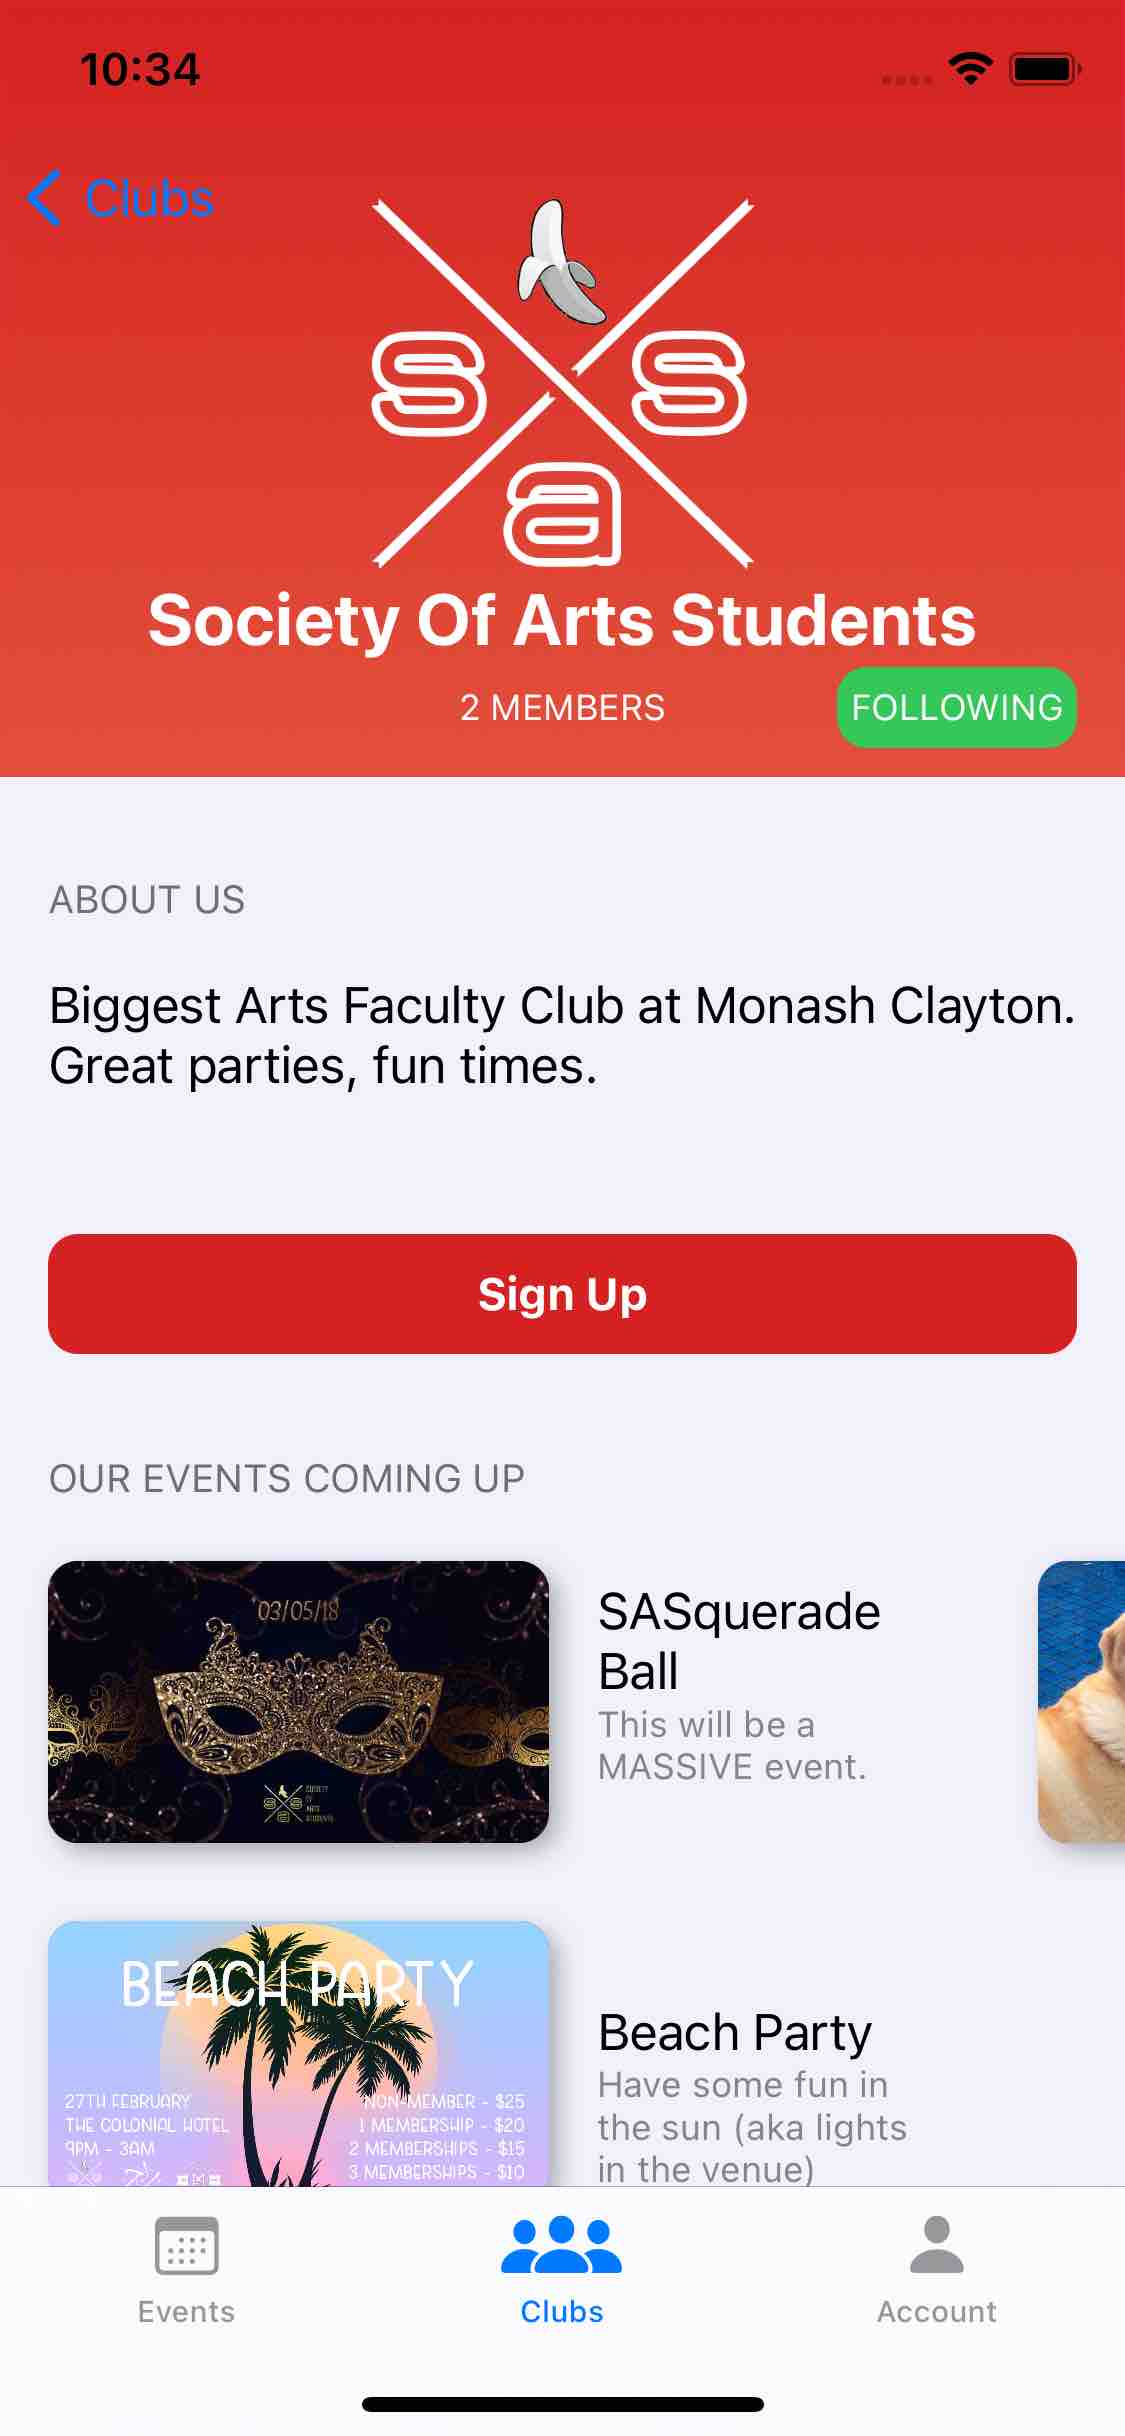 10:34
Clubs
s s
a
Society Of Arts Students
2 MEMBERS
FOLLOWING
ABOUT US
Biggest Arts Faculty Club at Monash Clayton.
Great parties, fun times.
Sign Up
OUR EVENTS COMING UP
03/05/18
s s
a
SOCIETY
OF
ARTS
STUDENTS
SASquerade
Ball
This will be a
MASSIVE event.
BEACH PARTY
27TH FEBRUARY
THE COLONIAL HOTEL
9PM - 3AM
NON-MEMBER - $25
1 MEMBERSHIP - $20
2 MEMBERSHIPS - $15
3 MEMBERSHIPS - $10
Beach Party
Have some fun in
the sun (aka lights
in the venue)
Events
Clubs
Account